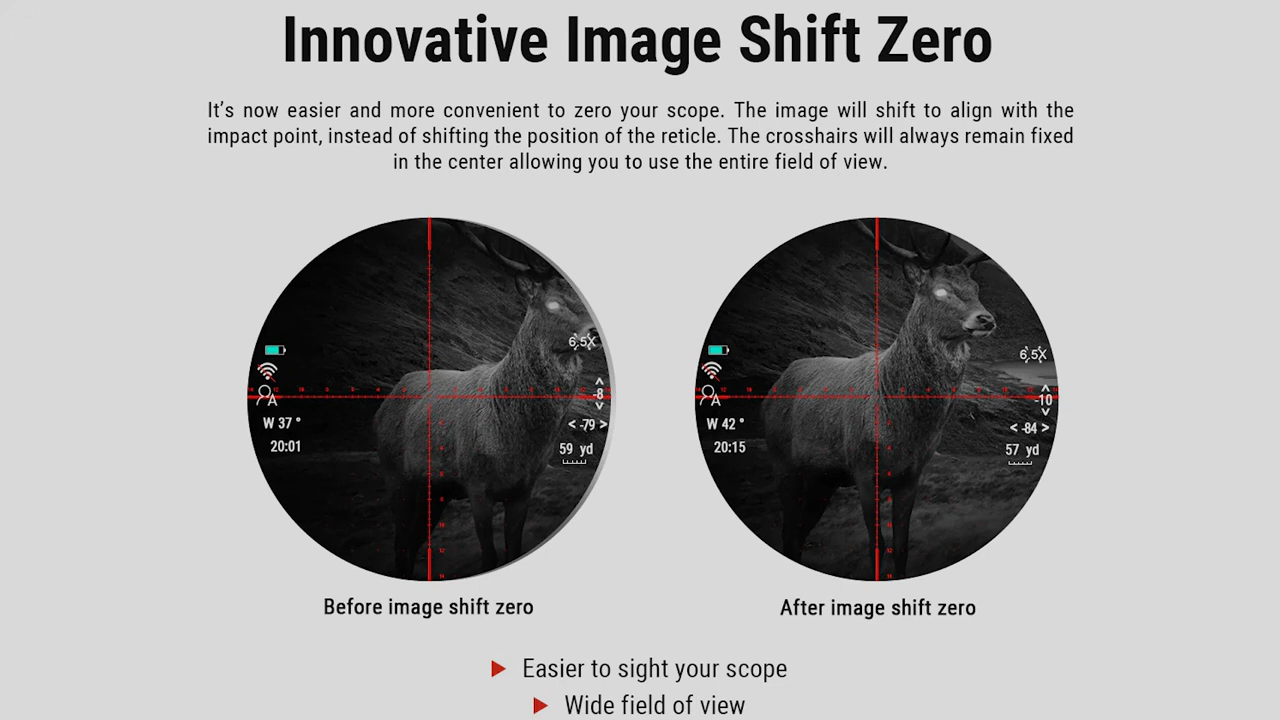 Innovative Image Shift Zero
It's now easier and more convenient to zero your scope. The image will shift to align with the
impact point, instead of shifting the position of the reticle. The crosshairs will always remain fixed
in the center allowing you to use the entire field of view.
6,5X
-8
A
< -79 >
W 37 °
20:01
59 yd
6,5X
-10
A
W 42 °
< -84 >
20:15
57 yd
Before image shift zero
After image shift zero
Easier to sight your scope
Wide field of view